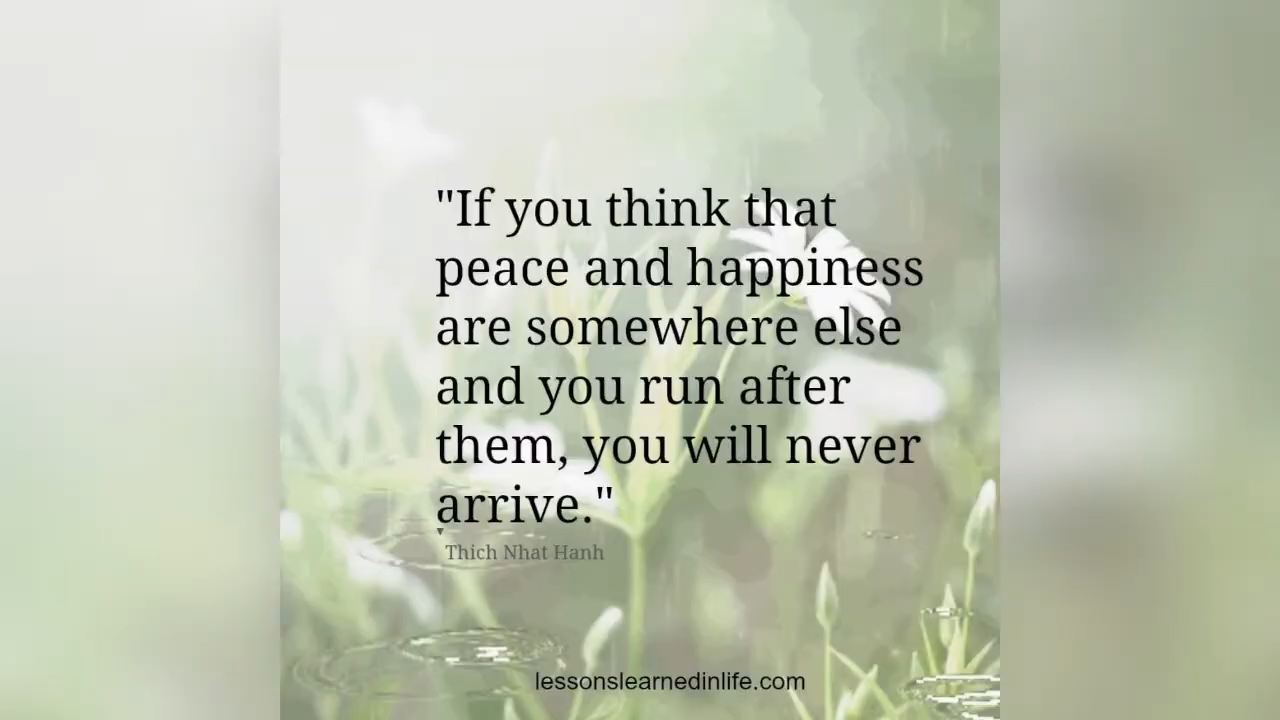 "If you think that
peace and happiness
are somewhere else
and you run after
them, you will never
arrive."
Thich Nhat Hanh
lessonslearnedinlife.com